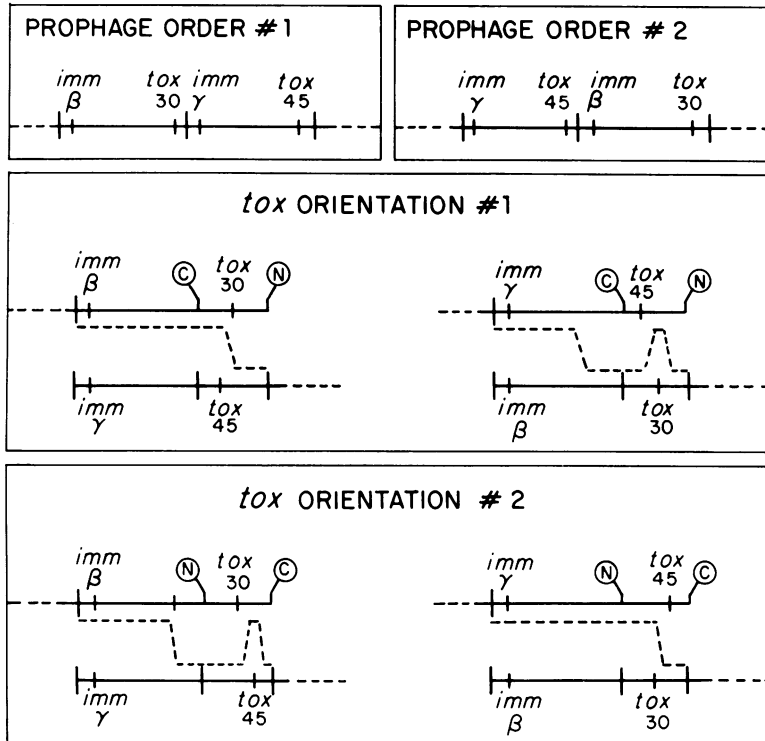 PROPHAGE ORDER #1
imm tox imm tox
β 30 γ 45
PROPHAGE ORDER #2
imm tox imm tox
γ 45 β 30
tox ORIENTATION #1
imm β C tox 30 N
imm γ tox 45
imm γ C tox 45 N
imm β tox 30
tox ORIENTATION #2
imm β N tox 30 C
imm γ tox 45
imm γ N tox 45 C
imm β tox 30